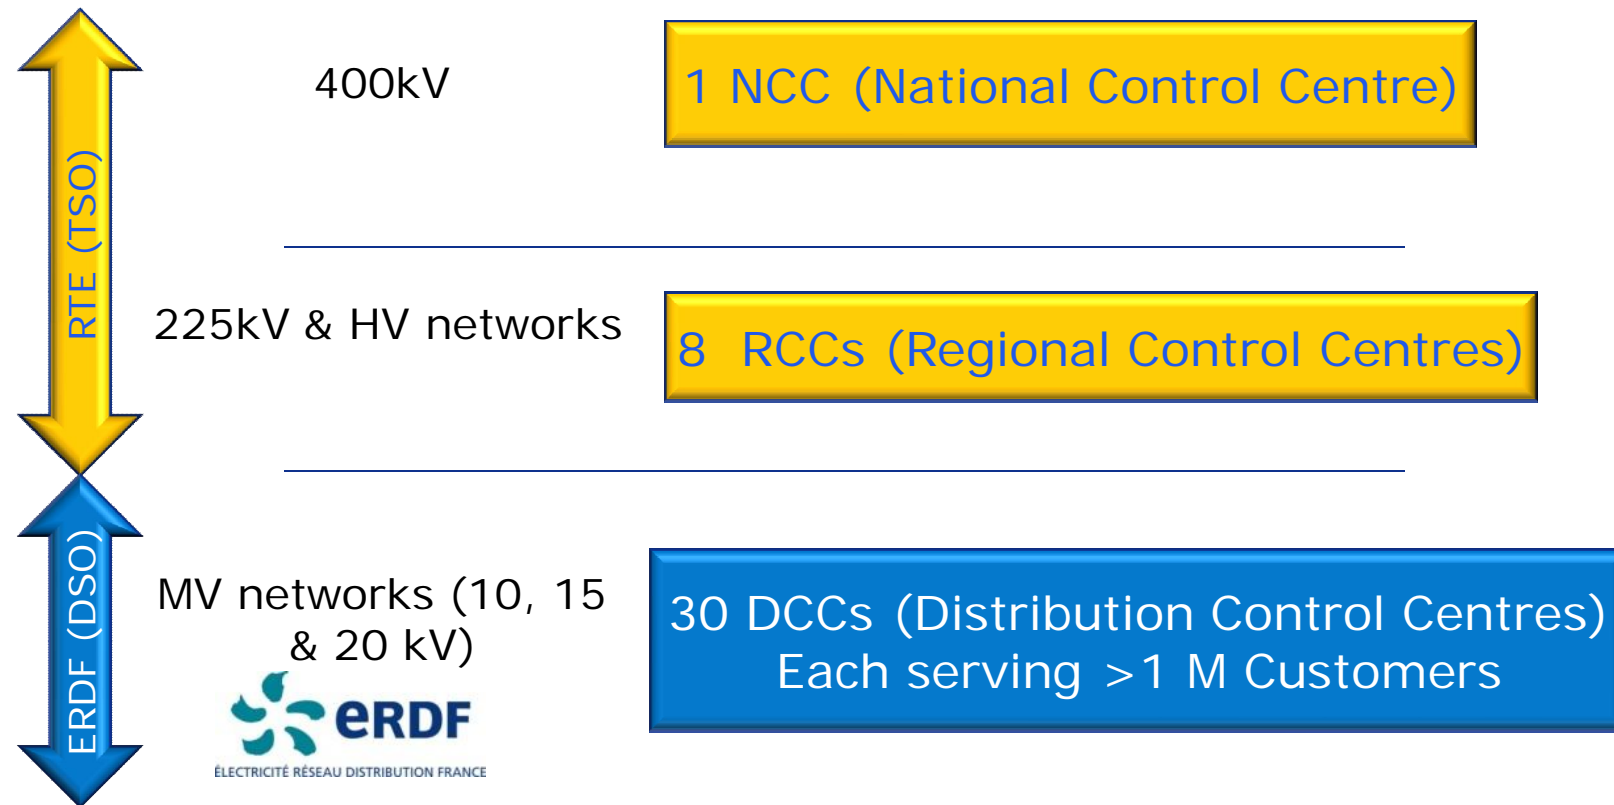 400kV
1 NCC (National Control Centre)
RTE (TSO)
225kV & HV networks
8 RCCs (Regional Control Centres)
ERDF (DSO)
MV networks (10, 15
& 20 kV)
30 DCCs (Distribution Control Centres)
Each serving >1 M Customers
eRDF
ÉLECTRICITÉ RÉSEAU DISTRIBUTION FRANCE